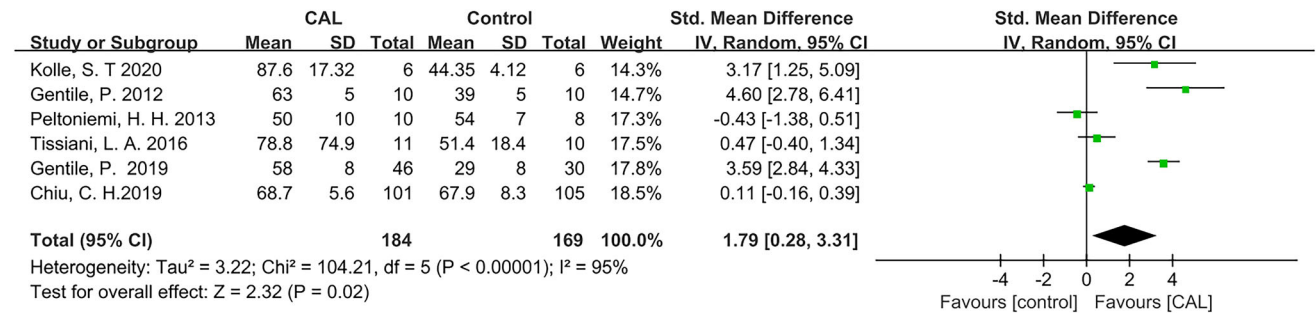 CAL Control Std. Mean Difference Std. Mean Difference
Study or Subgroup Mean SD Total Mean SD Total Weight IV, Random, 95% CI IV, Random, 95% CI
Kolle, S. T 2020 87.6 17.32 6 44.35 4.12 6 14.3% 3.17 [1.25, 5.09]
Gentile, P. 2012 63 5 10 39 5 10 14.7% 4.60 [2.78, 6.41]
Peltoniemi, H. H. 2013 50 10 10 54 7 8 17.3% -0.43 [-1.38, 0.51]
Tissiani, L. A. 2016 78.8 74.9 11 51.4 18.4 10 17.4% 0.47 [-0.40, 1.34]
Gentile, P. 2019 58 8 46 29 8 30 17.8% 3.59 [2.84, 4.33]
Chiu, C. H.2019 68.7 5.6 101 67.9 8.3 105 18.5% 0.11 [-0.16, 0.39]
Total (95% CI) 184 169 100.0% 1.79 [0.28, 3.31]
Heterogeneity: Tau² = 3.22; Chi² = 104.21, df = 5 (P < 0.00001); I² = 95%
Test for overall effect: Z = 2.32 (P = 0.02)
-4 -2 0 2 4
Favours [control] Favours [CAL]